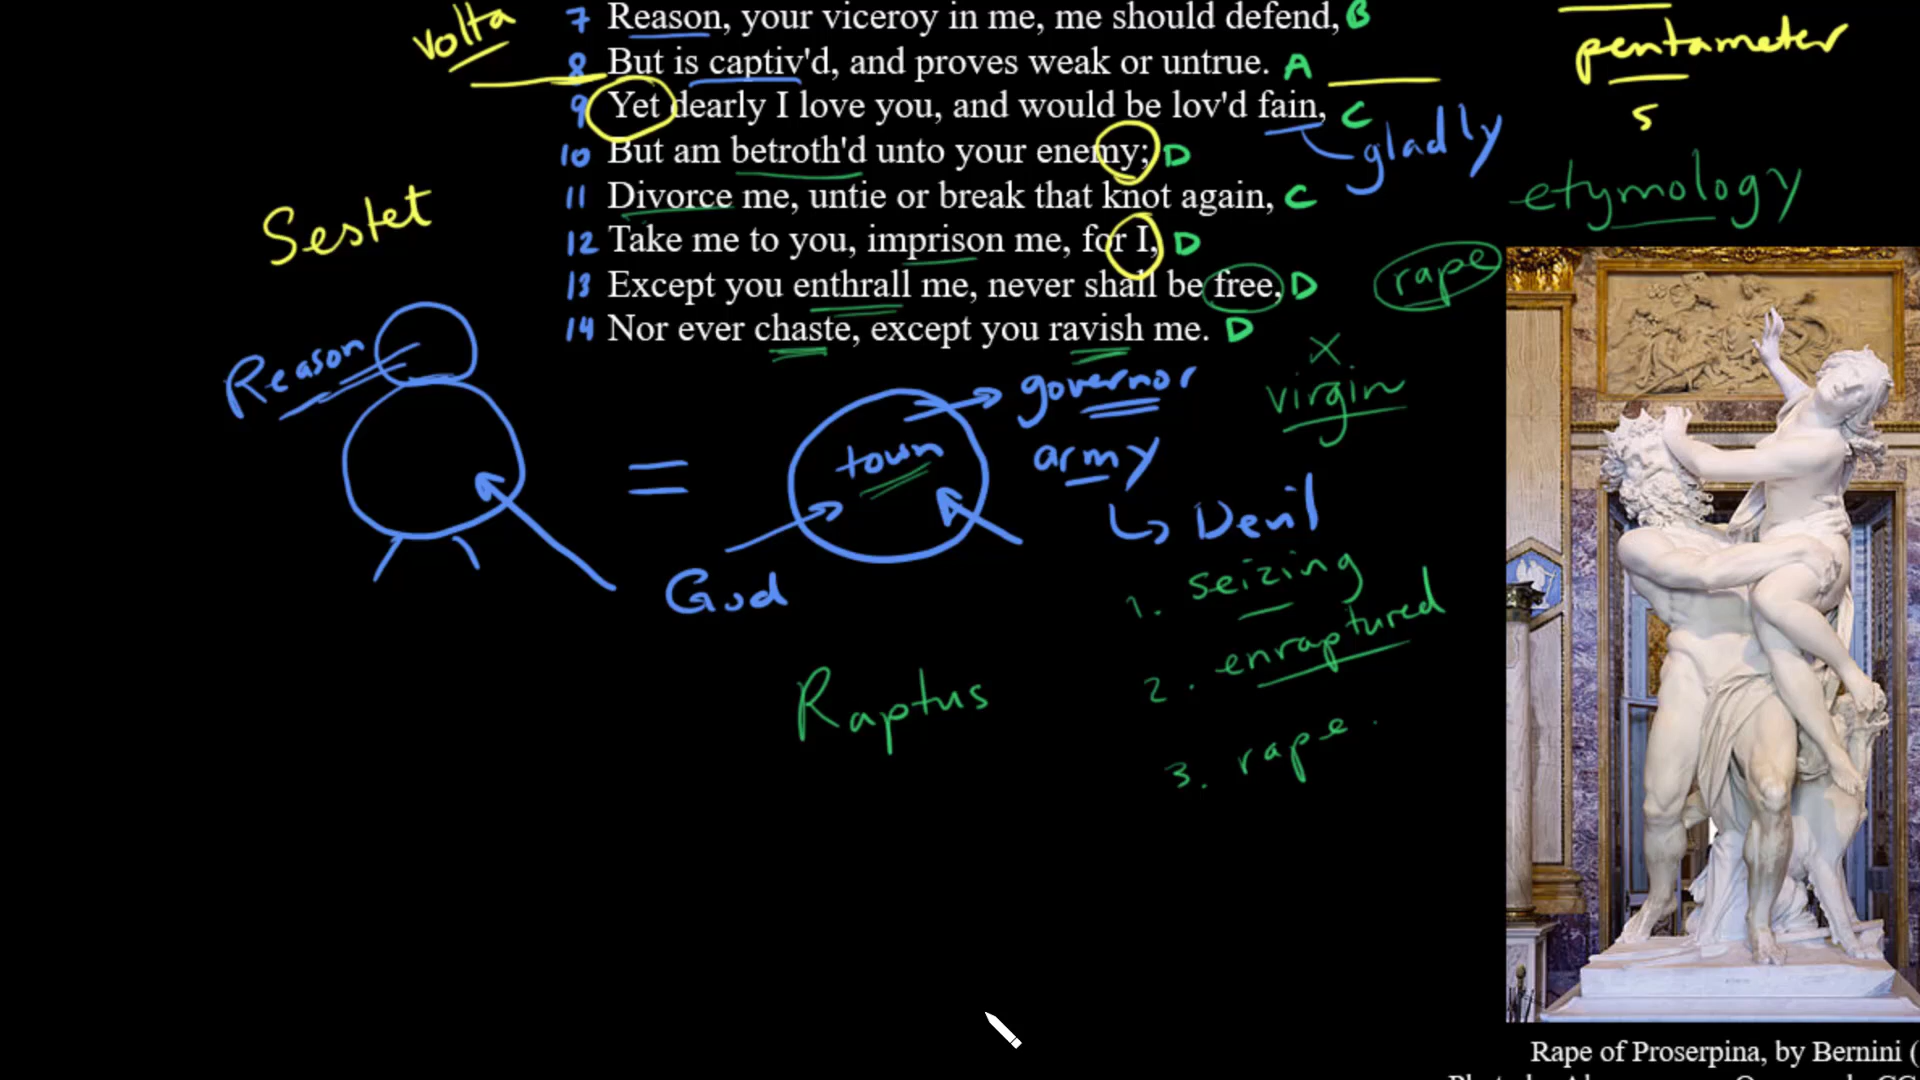 volta
7 Reason, your viceroy in me, me should defend, B
8 But is captiv'd, and proves weak or untrue. A
9 Yet dearly I love you, and would be lov'd fain, C
10 But am betroth'd unto your enemy; D
11 Divorce me, untie or break that knot again, C
12 Take me to you, imprison me, for I, D
13 Except you enthrall me, never shall be free, D
14 Nor ever chaste, except you ravish me. D
pentameter
5
gladly
etymology
Sestet
rape
Reason
=
town
governor
army
Devil
God
x
virgin
1. seizing
2. enraptured
3. rape.
Raptus
Rape of Proserpina, by Bernini (